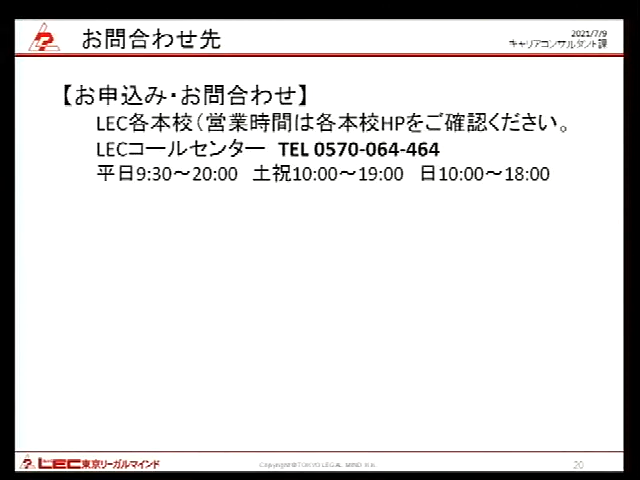 お問合わせ先
2021/7/9
キャリアコンサルタント課
【お申込み・お問合わせ】
LEC各本校（営業時間は各本校HPをご確認ください。
LECコールセンター TEL 0570-064-464
平日9:30～20:00 土祝10:00～19:00 日10:00～18:00
LEC東京リーガルマインド
20